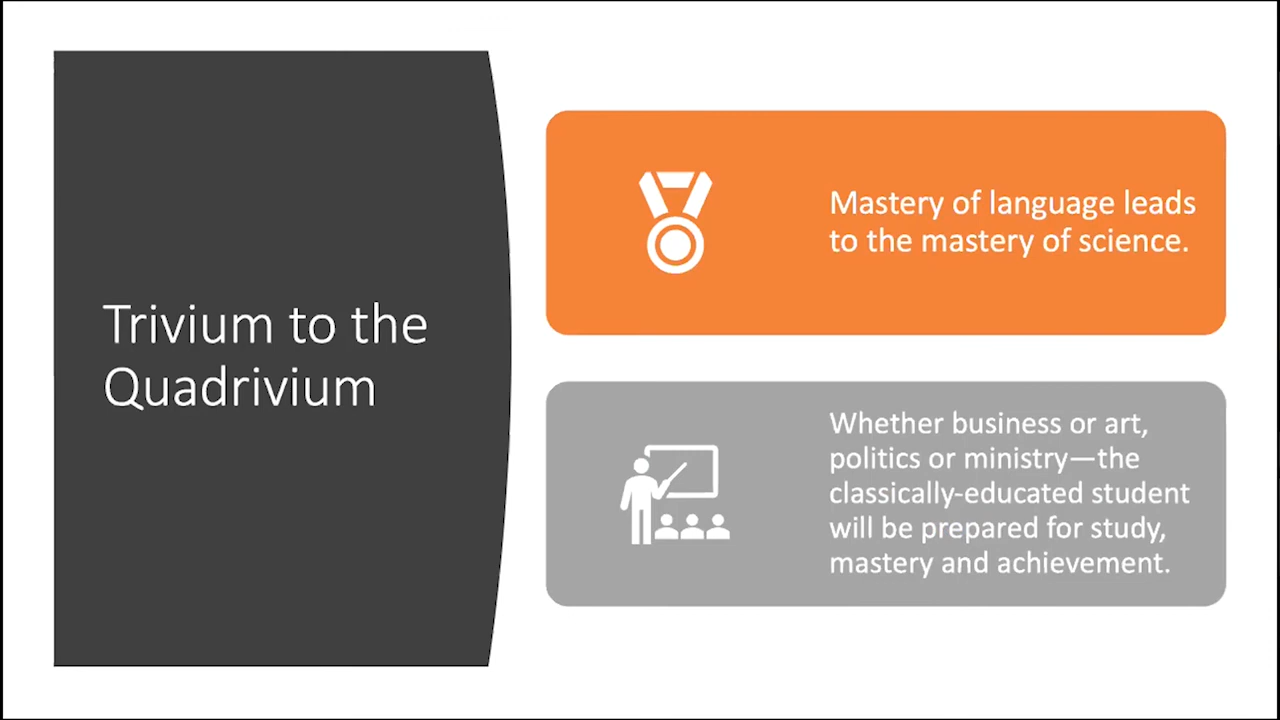 Trivium to the
Quadrivium
Mastery of language leads
to the mastery of science.
Whether business or art,
politics or ministry—the
classically-educated student
will be prepared for study,
mastery and achievement.